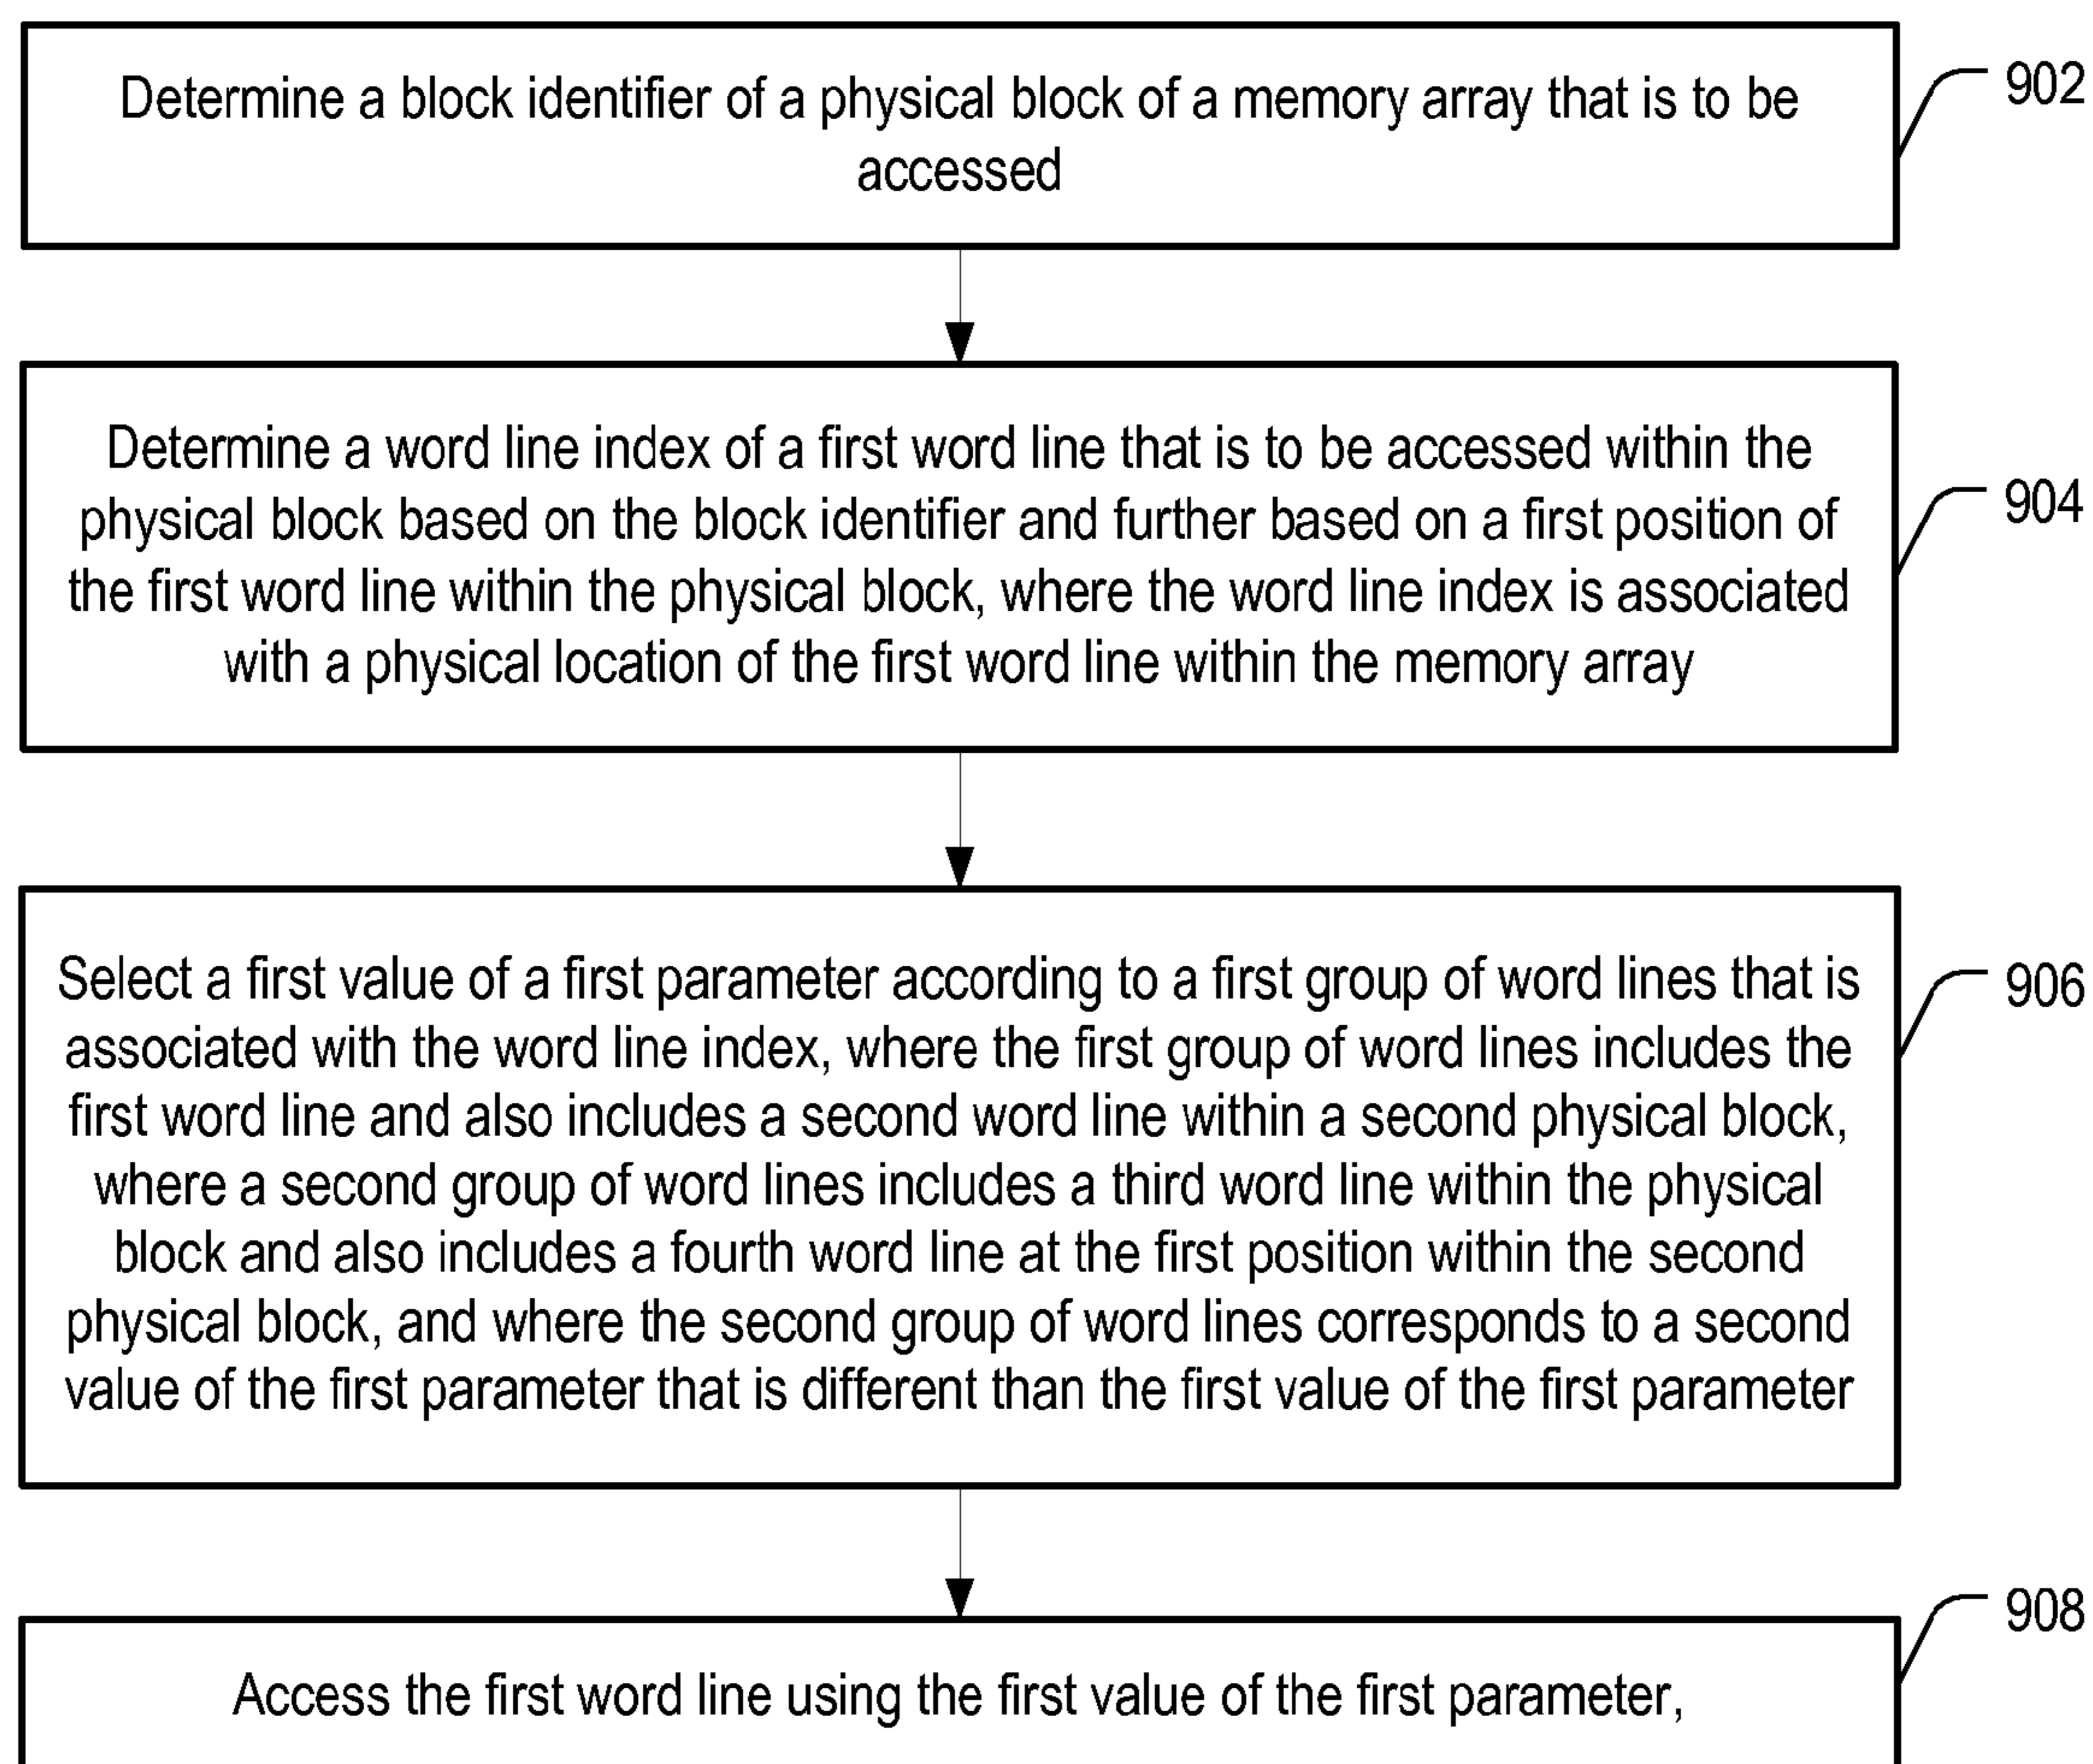 Determine a block identifier of a physical block of a memory array that is to be
accessed
902
Determine a word line index of a first word line that is to be accessed within the
physical block based on the block identifier and further based on a first position of
the first word line within the physical block, where the word line index is associated
with a physical location of the first word line within the memory array
904
Select a first value of a first parameter according to a first group of word lines that is
associated with the word line index, where the first group of word lines includes the
first word line and also includes a second word line within a second physical block,
where a second group of word lines includes a third word line within the physical
block and also includes a fourth word line at the first position within the second
physical block, and where the second group of word lines corresponds to a second
value of the first parameter that is different than the first value of the first parameter
906
Access the first word line using the first value of the first parameter,
908